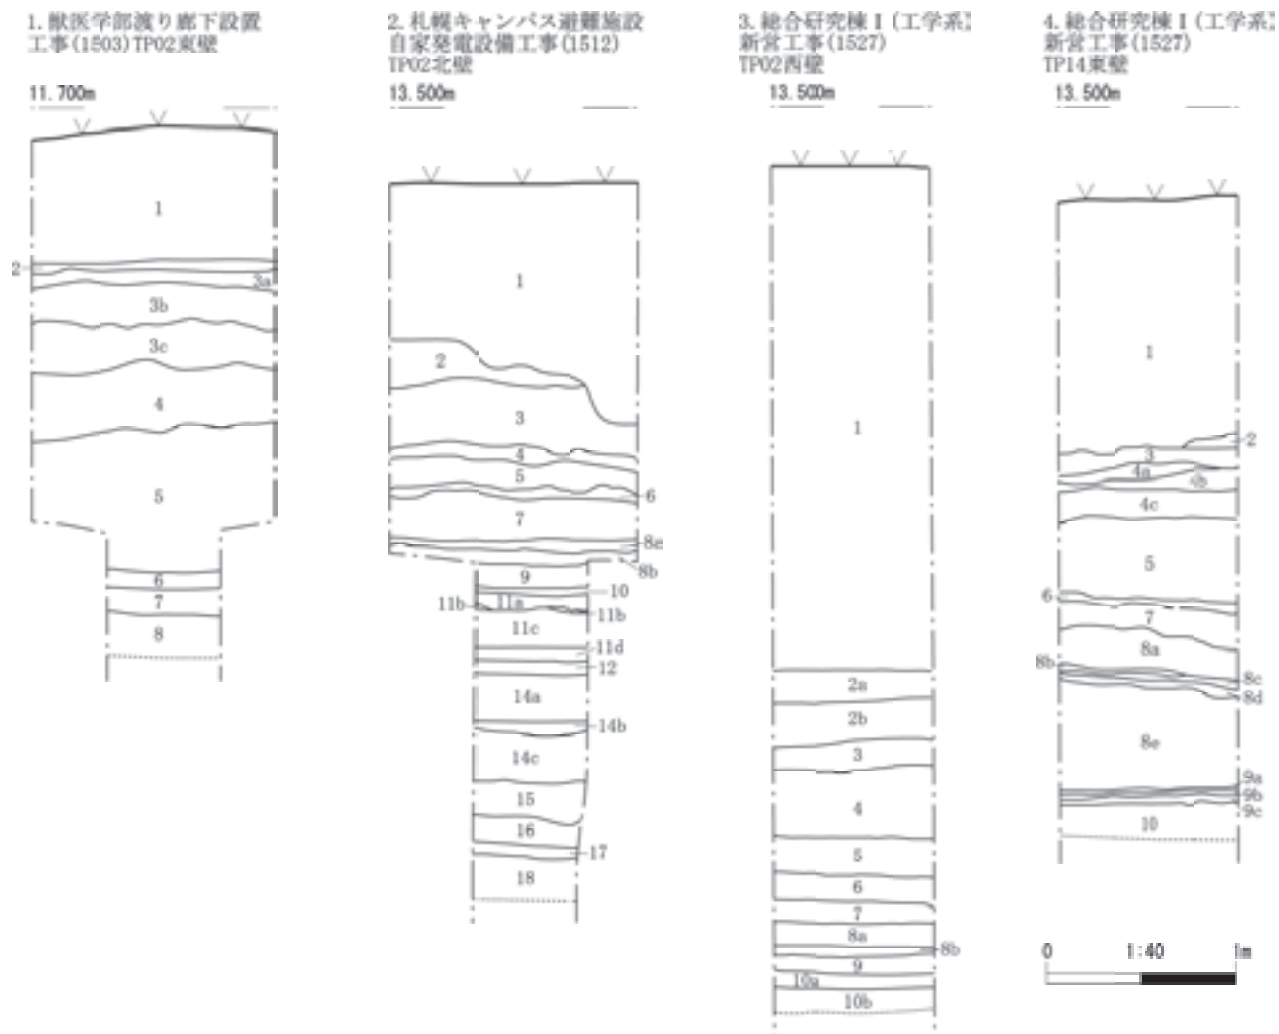 1. 獣医学部渡り廊下設置
工事(1503)TP02東壁
11.700m
1
2
3a
3b
3c
4
5
6
7
8
2. 札幌キャンパス避難施設
自家発電設備工事(1512)
TP02北壁
13.500m
1
2
3
4
5
6
7
8e
8b
9
10
11a
11b
11b
11c
11d
12
14a
14b
14c
15
16
17
18
3. 総合研究棟Ⅰ(工学系)
新営工事(1527)
TP02西壁
13.500m
1
2a
2b
3
4
5
6
7
8a
8b
9
10a
10b
4. 総合研究棟Ⅰ(工学系)
新営工事(1527)
TP14東壁
13.500m
1
2
3
4a
4b
4c
5
6
7
8a
8b
8c
8d
8e
9a
9b
9c
10
0 1:40 1m